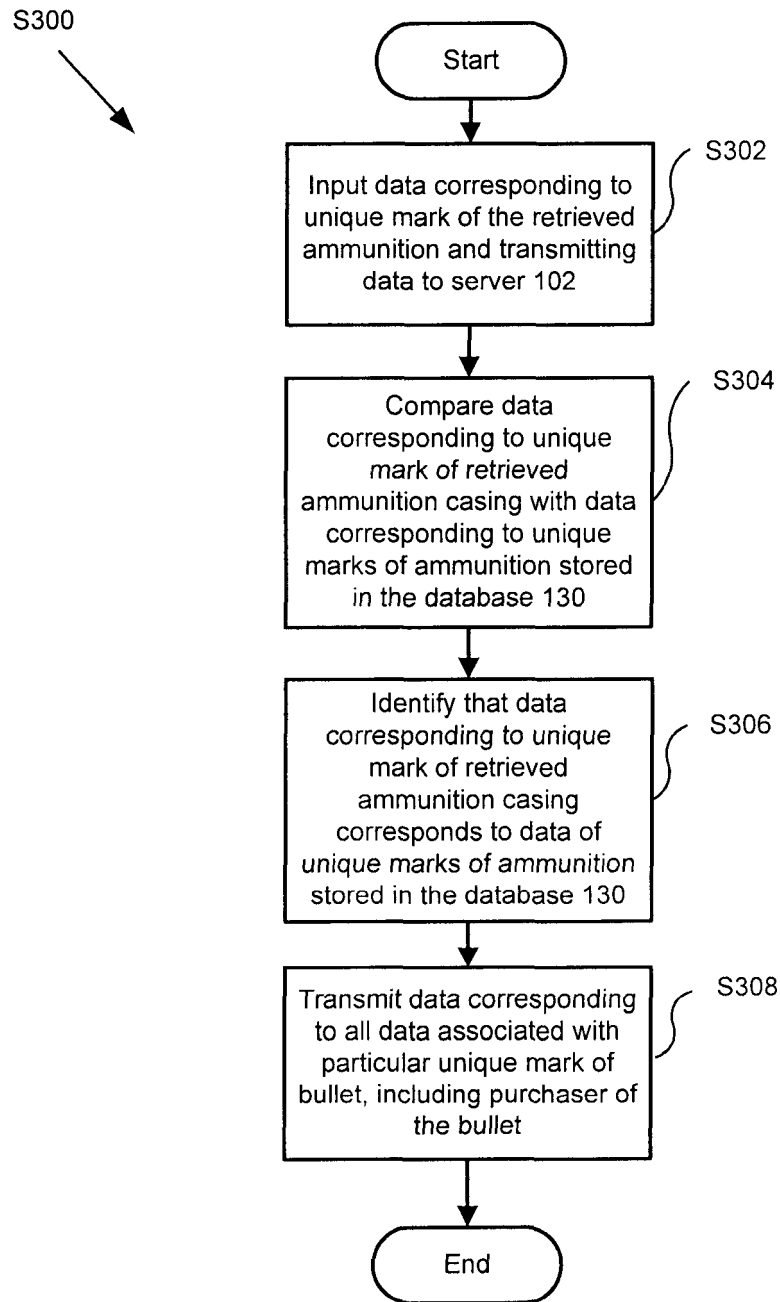 S300
Start
S302
Input data corresponding to
unique mark of the retrieved
ammunition and transmitting
data to server 102
S304
Compare data
corresponding to unique
mark of retrieved
ammunition casing with data
corresponding to unique
marks of ammunition stored
in the database 130
S306
Identify that data
corresponding to unique
mark of retrieved
ammunition casing
corresponds to data of
unique marks of ammunition
stored in the database 130
S308
Transmit data corresponding
to all data associated with
particular unique mark of
bullet, including purchaser of
the bullet
End